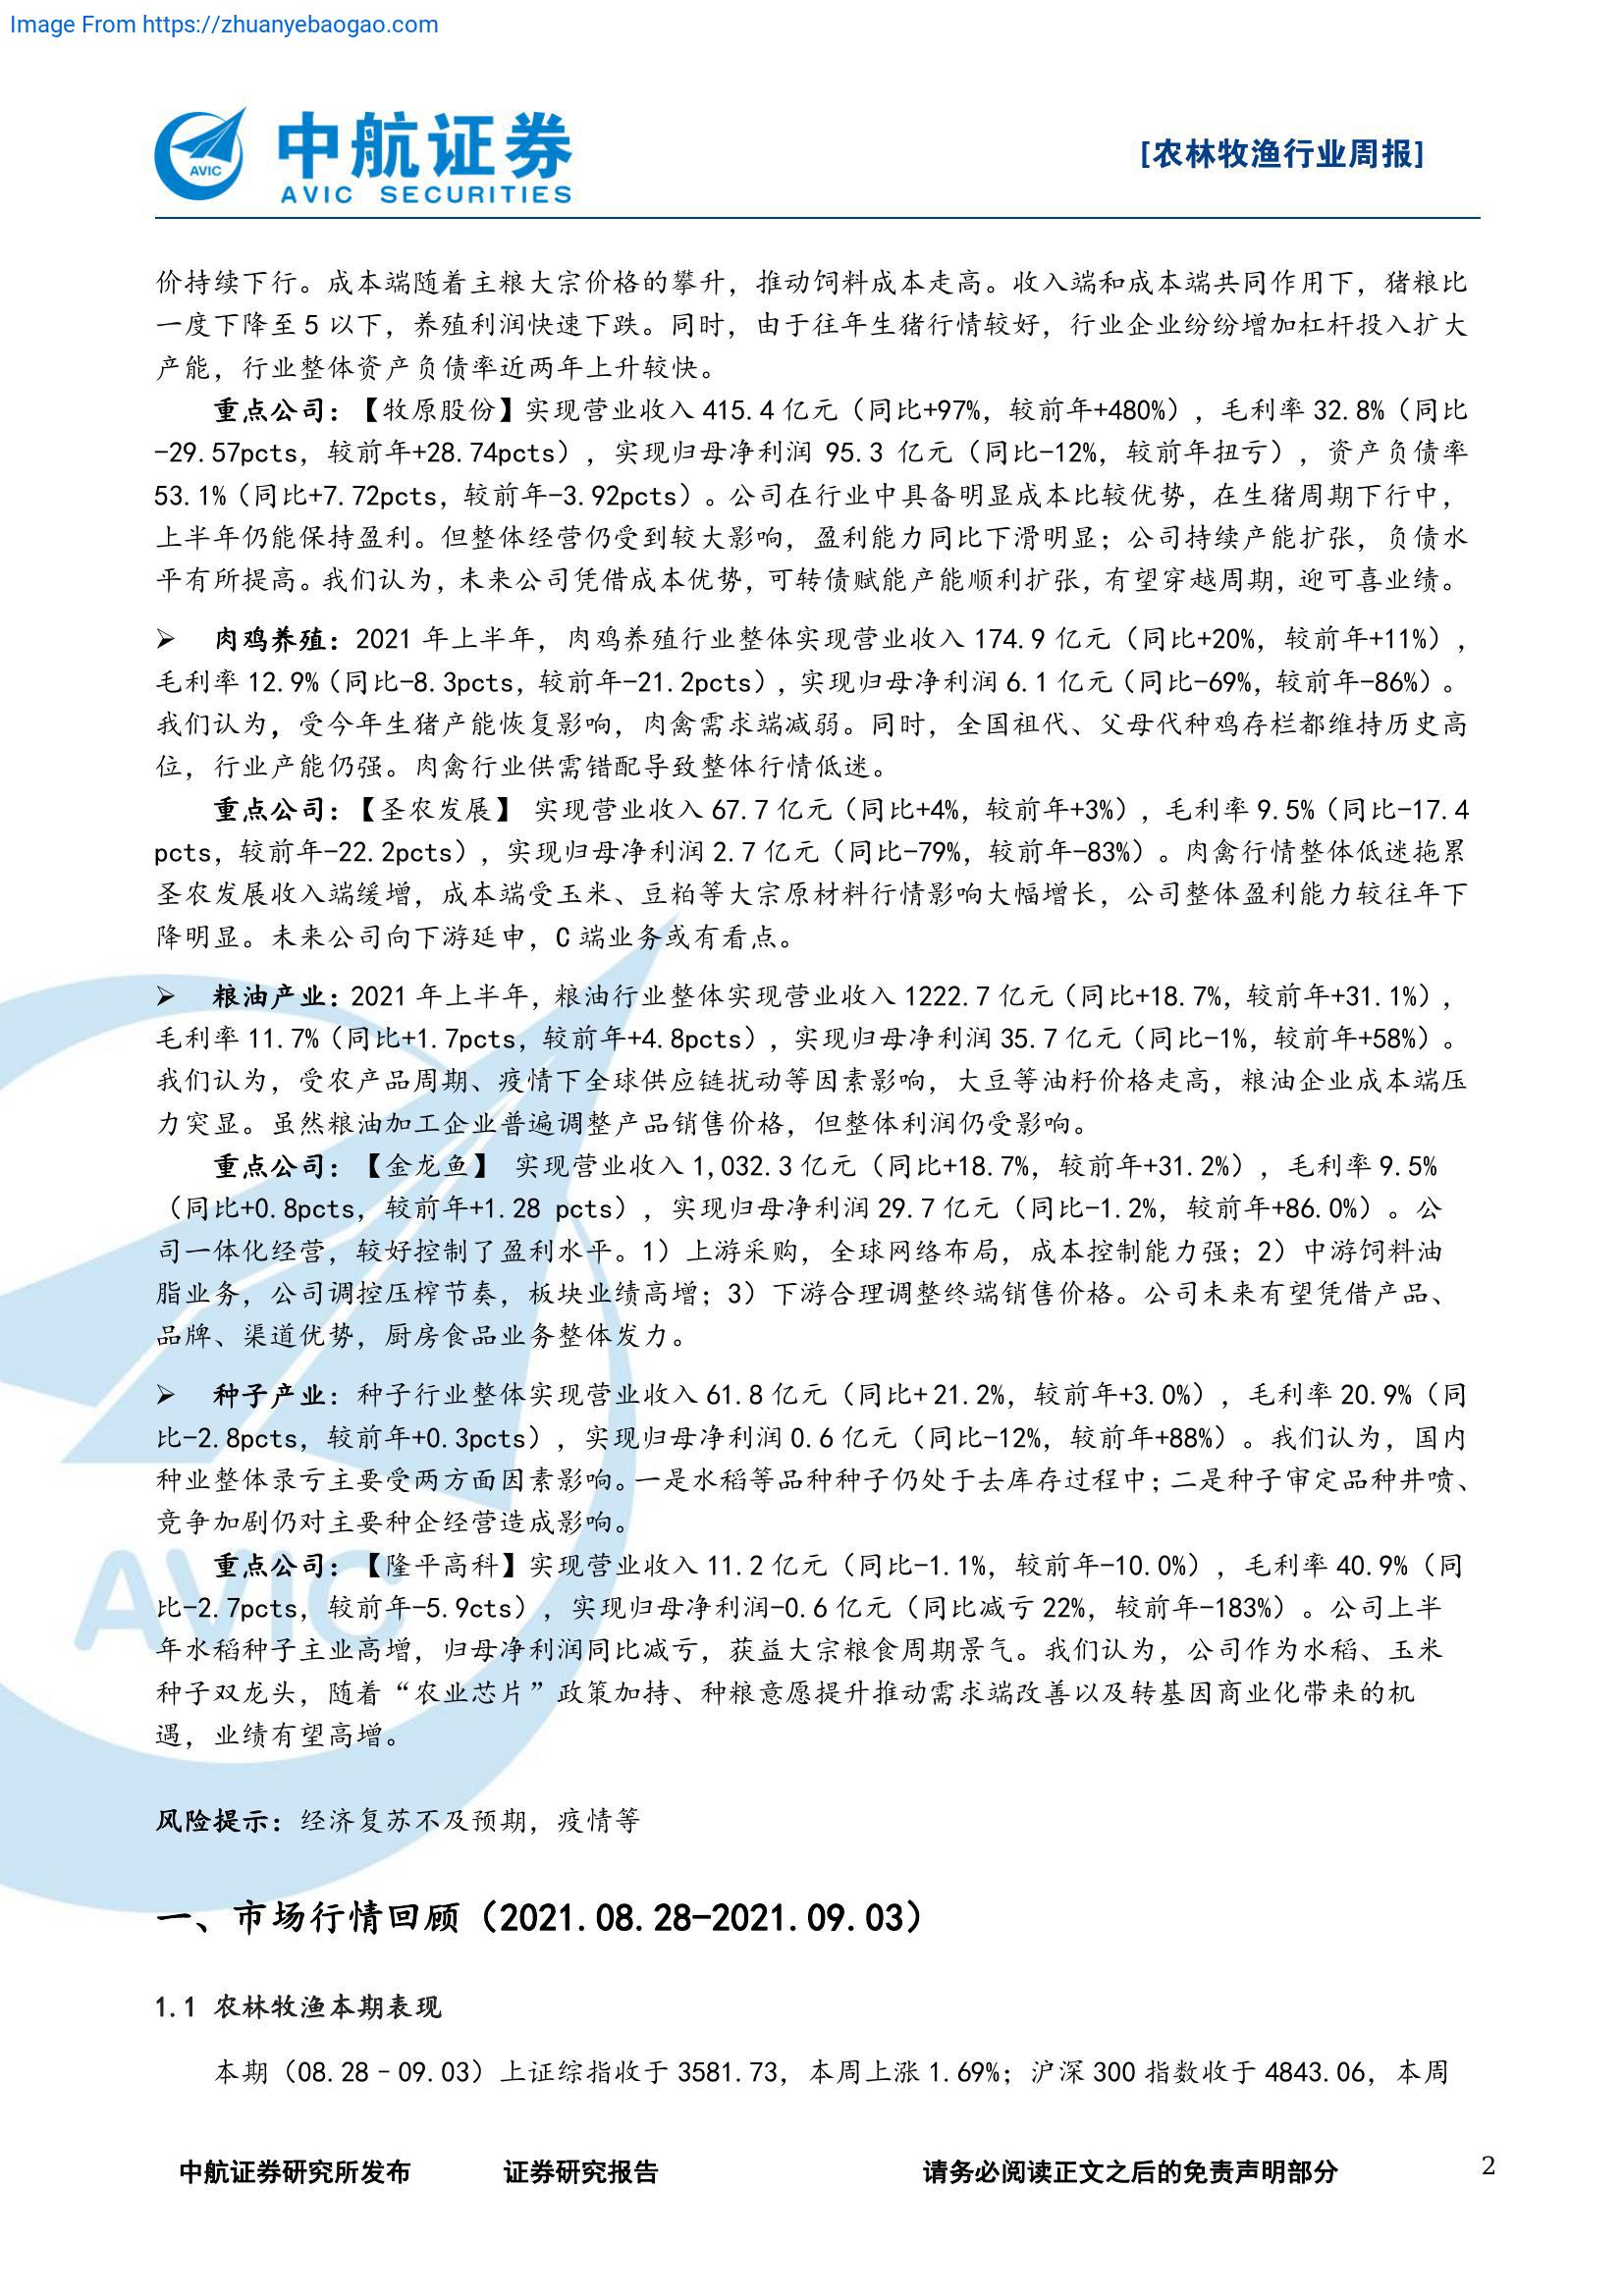 Image From https://zhuanyebaogao.com
中航证券
AVIC SECURITIES
AVIC
[农林牧渔行业周报]
价持续下行。成本端随着主粮大宗价格的攀升，推动饲料成本走高。收入端和成本端共同作用下，猪粮比
一度下降至 5 以下，养殖利润快速下跌。同时，由于往年生猪行情较好，行业企业纷纷增加杠杆投入扩大
产能，行业整体资产负债率近两年上升较快。
重点公司：【牧原股份】实现营业收入 415.4 亿元（同比+97%，较前年+480%），毛利率 32.8%（同比
-29.57pcts，较前年+28.74pcts），实现归母净利润 95.3 亿元（同比-12%，较前年扭亏），资产负债率
53.1%（同比+7.72pcts，较前年-3.92pcts）。公司在行业中具备明显成本比较优势，在生猪周期下行中，
上半年仍能保持盈利。但整体经营仍受到较大影响，盈利能力同比下滑明显；公司持续产能扩张，负债水
平有所提高。我们认为，未来公司凭借成本优势，可转债赋能产能顺利扩张，有望穿越周期，迎可喜业绩。
➢ 肉鸡养殖：2021 年上半年，肉鸡养殖行业整体实现营业收入 174.9 亿元（同比+20%，较前年+11%），
毛利率 12.9%（同比-8.3pcts，较前年-21.2pcts），实现归母净利润 6.1 亿元（同比-69%，较前年-86%）。
我们认为，受今年生猪产能恢复影响，肉禽需求端减弱。同时，全国祖代、父母代种鸡存栏都维持历史高
位，行业产能仍强。肉禽行业供需错配导致整体行情低迷。
重点公司：【圣农发展】 实现营业收入 67.7 亿元（同比+4%，较前年+3%），毛利率 9.5%（同比-17.4
pcts，较前年-22.2pcts），实现归母净利润 2.7 亿元（同比-79%，较前年-83%）。肉禽行情整体低迷拖累
圣农发展收入端缓增，成本端受玉米、豆粕等大宗原材料行情影响大幅增长，公司整体盈利能力较往年下
降明显。未来公司向下游延申，C 端业务或有看点。
➢ 粮油产业：2021 年上半年，粮油行业整体实现营业收入 1222.7 亿元（同比+18.7%，较前年+31.1%），
毛利率 11.7%（同比+1.7pcts，较前年+4.8pcts），实现归母净利润 35.7 亿元（同比-1%，较前年+58%）。
我们认为，受农产品周期、疫情下全球供应链扰动等因素影响，大豆等油籽价格走高，粮油企业成本端压
力突显。虽然粮油加工企业普遍调整产品销售价格，但整体利润仍受影响。
重点公司：【金龙鱼】 实现营业收入 1,032.3 亿元（同比+18.7%，较前年+31.2%），毛利率 9.5%
（同比+0.8pcts，较前年+1.28 pcts），实现归母净利润 29.7 亿元（同比-1.2%，较前年+86.0%）。公
司一体化经营，较好控制了盈利水平。1）上游采购，全球网络布局，成本控制能力强；2）中游饲料油
脂业务，公司调控压榨节奏，板块业绩高增；3）下游合理调整终端销售价格。公司未来有望凭借产品、
品牌、渠道优势，厨房食品业务整体发力。
➢ 种子产业：种子行业整体实现营业收入 61.8 亿元（同比+21.2%，较前年+3.0%），毛利率 20.9%（同
比-2.8pcts，较前年+0.3pcts），实现归母净利润 0.6 亿元（同比-12%，较前年+88%）。我们认为，国内
种业整体录亏主要受两方面因素影响。一是水稻等品种种子仍处于去库存过程中；二是种子审定品种井喷、
竞争加剧仍对主要种企经营造成影响。
重点公司：【隆平高科】实现营业收入 11.2 亿元（同比-1.1%，较前年-10.0%），毛利率 40.9%（同
比-2.7pcts，较前年-5.9cts），实现归母净利润-0.6 亿元（同比减亏 22%，较前年-183%）。公司上半
年水稻种子主业高增，归母净利润同比减亏，获益大宗粮食周期景气。我们认为，公司作为水稻、玉米
种子双龙头，随着“农业芯片”政策加持、种粮意愿提升推动需求端改善以及转基因商业化带来的机
遇，业绩有望高增。
AVIC
风险提示：经济复苏不及预期，疫情等
一、市场行情回顾（2021.08.28-2021.09.03）
1.1 农林牧渔本期表现
本期（08.28–09.03）上证综指收于 3581.73，本周上涨 1.69%；沪深 300 指数收于 4843.06，本周
中航证券研究所发布 证券研究报告 请务必阅读正文之后的免责声明部分 2